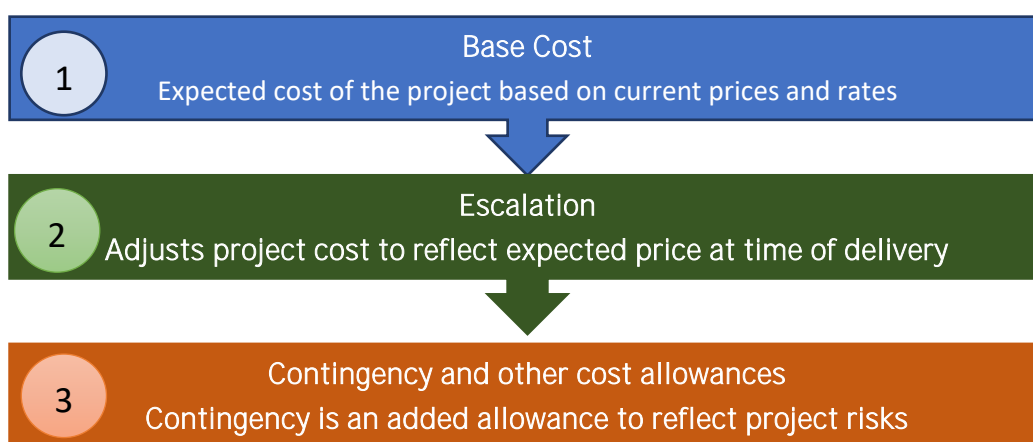 1
Base Cost
Expected cost of the project based on current prices and rates
2
Escalation
Adjusts project cost to reflect expected price at time of delivery
3
Contingency and other cost allowances
Contingency is an added allowance to reflect project risks